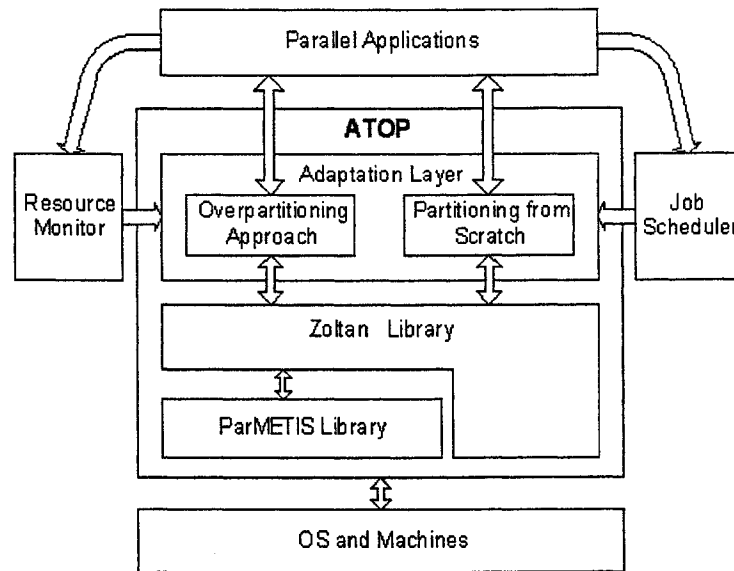 Parallel Applications
ATOP
Adaptation Layer
Resource
Monitor
Overpartitioning
Approach
Partitioning from
Scratch
Job
Scheduler
Zoltan Library
ParMETIS Library
OS and Machines